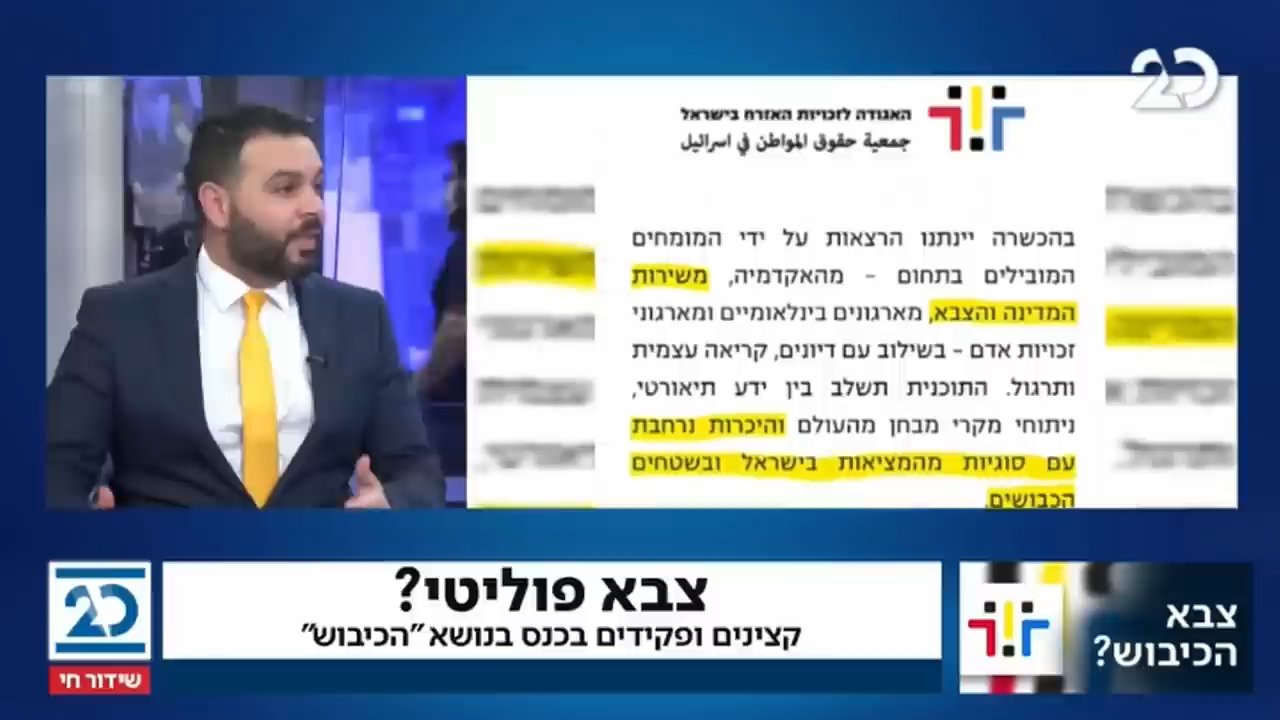 20
האגודה לזכויות האזרח בישראל
جمعية حقوق المواطن في اسرائيل
בהכשרה יינתנו הרצאות על ידי המומחים
המובילים בתחום – מהאקדמיה, משירות
המדינה והצבא, מארגונים בינלאומיים ומארגוני
זכויות אדם – בשילוב עם דיונים, קריאה עצמית
ותרגול. התוכנית תשלב בין ידע תיאורטי,
ניתוחי מקרי מבחן מהעולם והיכרות נרחבת
עם סוגיות מהמציאות בישראל ובשטחים
הכבושים.
צבא
הכיבוש?
צבא פוליטי?
קצינים ופקידים בכנס בנושא "הכיבוש"
20
שידור חי